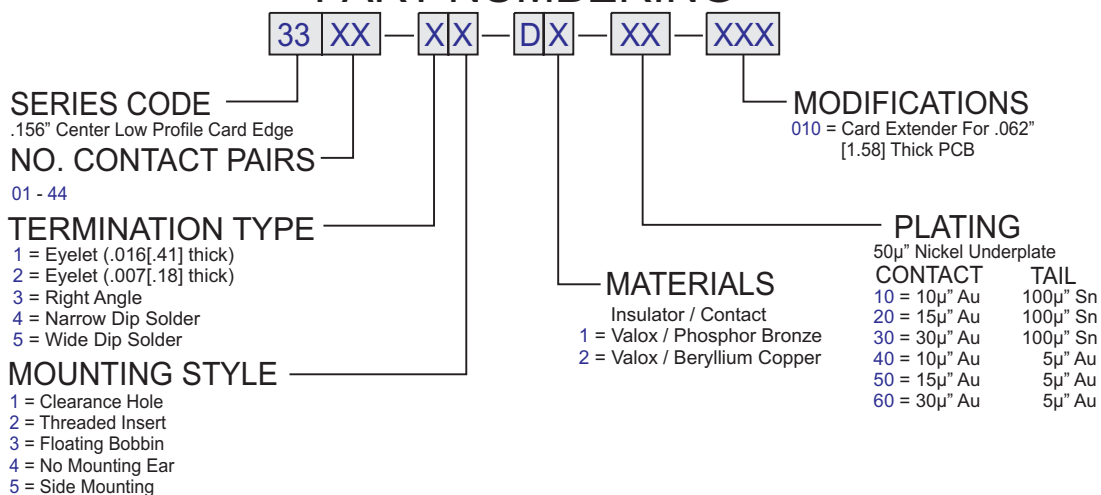 PART NUMBERING
33 XX — X X — D X — XX — XXX
SERIES CODE
.156” Center Low Profile Card Edge
NO. CONTACT PAIRS
01 - 44
TERMINATION TYPE
1 = Eyelet (.016[.41] thick)
2 = Eyelet (.007[.18] thick)
3 = Right Angle
4 = Narrow Dip Solder
5 = Wide Dip Solder
MOUNTING STYLE
1 = Clearance Hole
2 = Threaded Insert
3 = Floating Bobbin
4 = No Mounting Ear
5 = Side Mounting
MATERIALS
Insulator / Contact
1 = Valox / Phosphor Bronze
2 = Valox / Beryllium Copper
MODIFICATIONS
010 = Card Extender For .062”
[1.58] Thick PCB
PLATING
50µ” Nickel Underplate
CONTACT TAIL
10 = 10µ” Au 100µ” Sn
20 = 15µ” Au 100µ” Sn
30 = 30µ” Au 100µ” Sn
40 = 10µ” Au 5µ” Au
50 = 15µ” Au 5µ” Au
60 = 30µ” Au 5µ” Au